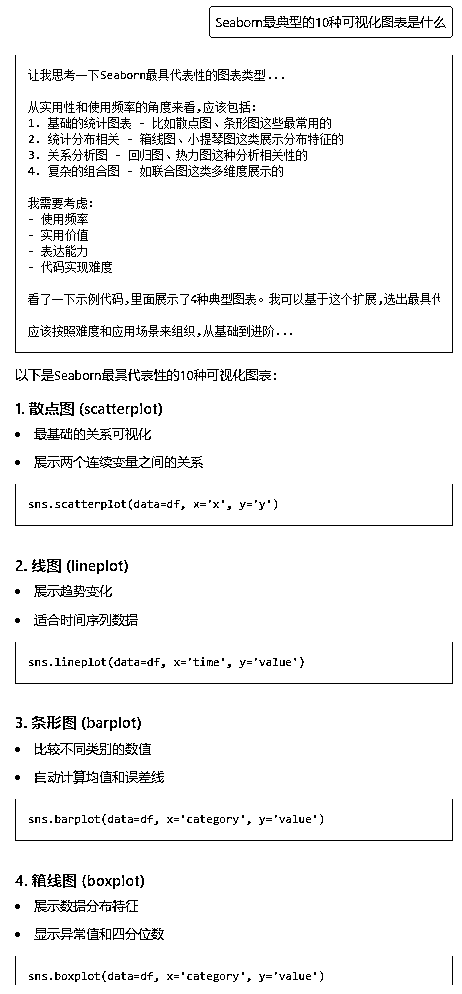 Seaborn最典型的10种可视化图表是什么
让我思考一下Seaborn最具代表性的图表类型...
从实用性和使用频率的角度来看,应该包括:
1. 基础的统计图表 - 比如散点图、条形图这些最常用的
2. 统计分布相关 - 箱线图、小提琴图这类展示分布特征的
3. 关系分析图 - 回归图、热力图这种分析相关性的
4. 复杂的组合图 - 如联合图这类多维度展示的
我需要考虑:
- 使用频率
- 实用价值
- 表达能力
- 代码实现难度
看了一下示例代码,里面展示了4种典型图表。我可以基于这个扩展,选出最具代
应该按照难度和应用场景来组织,从基础到进阶...
以下是Seaborn最具代表性的10种可视化图表:
1. 散点图 (scatterplot)
• 最基础的关系可视化
• 展示两个连续变量之间的关系
sns.scatterplot(data=df, x='x', y='y')
2. 线图 (lineplot)
• 展示趋势变化
• 适合时间序列数据
sns.lineplot(data=df, x='time', y='value')
3. 条形图 (barplot)
• 比较不同类别的数值
• 自动计算均值和误差线
sns.barplot(data=df, x='category', y='value')
4. 箱线图 (boxplot)
• 展示数据分布特征
• 显示异常值和四分位数
sns.boxplot(data=df, x='category', y='value')